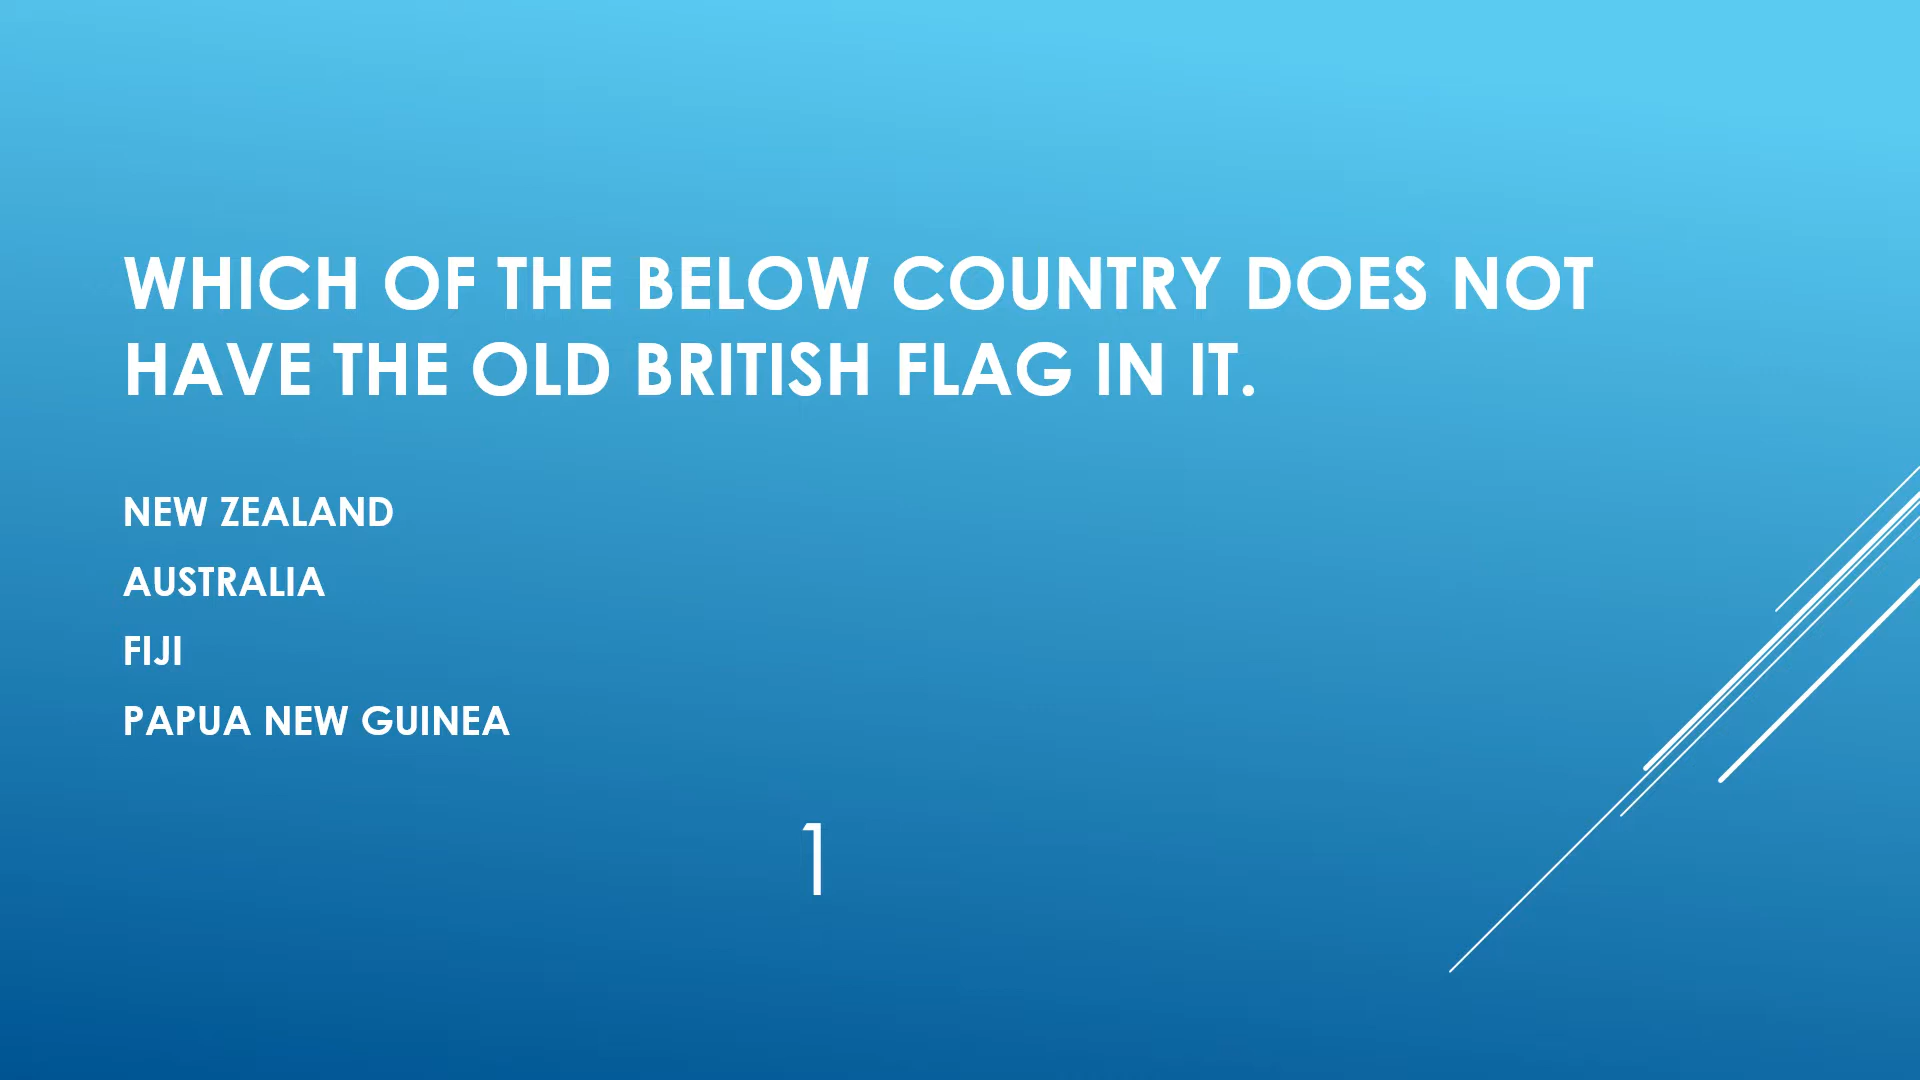 WHICH OF THE BELOW COUNTRY DOES NOT
HAVE THE OLD BRITISH FLAG IN IT.
NEW ZEALAND
AUSTRALIA
FIJI
PAPUA NEW GUINEA
1